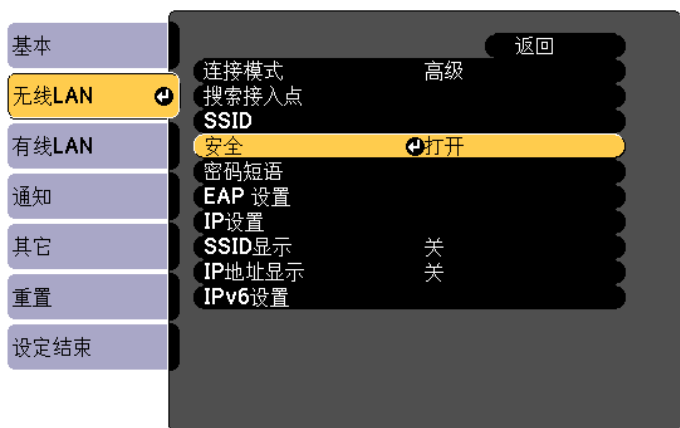 基本
无线LAN
有线LAN
通知
其它
重置
设定结束
返回
连接模式 高级
搜索接入点
SSID
安全 打开
密码短语
EAP 设置
IP设置
SSID显示 关
IP地址显示 关
IPv6设置